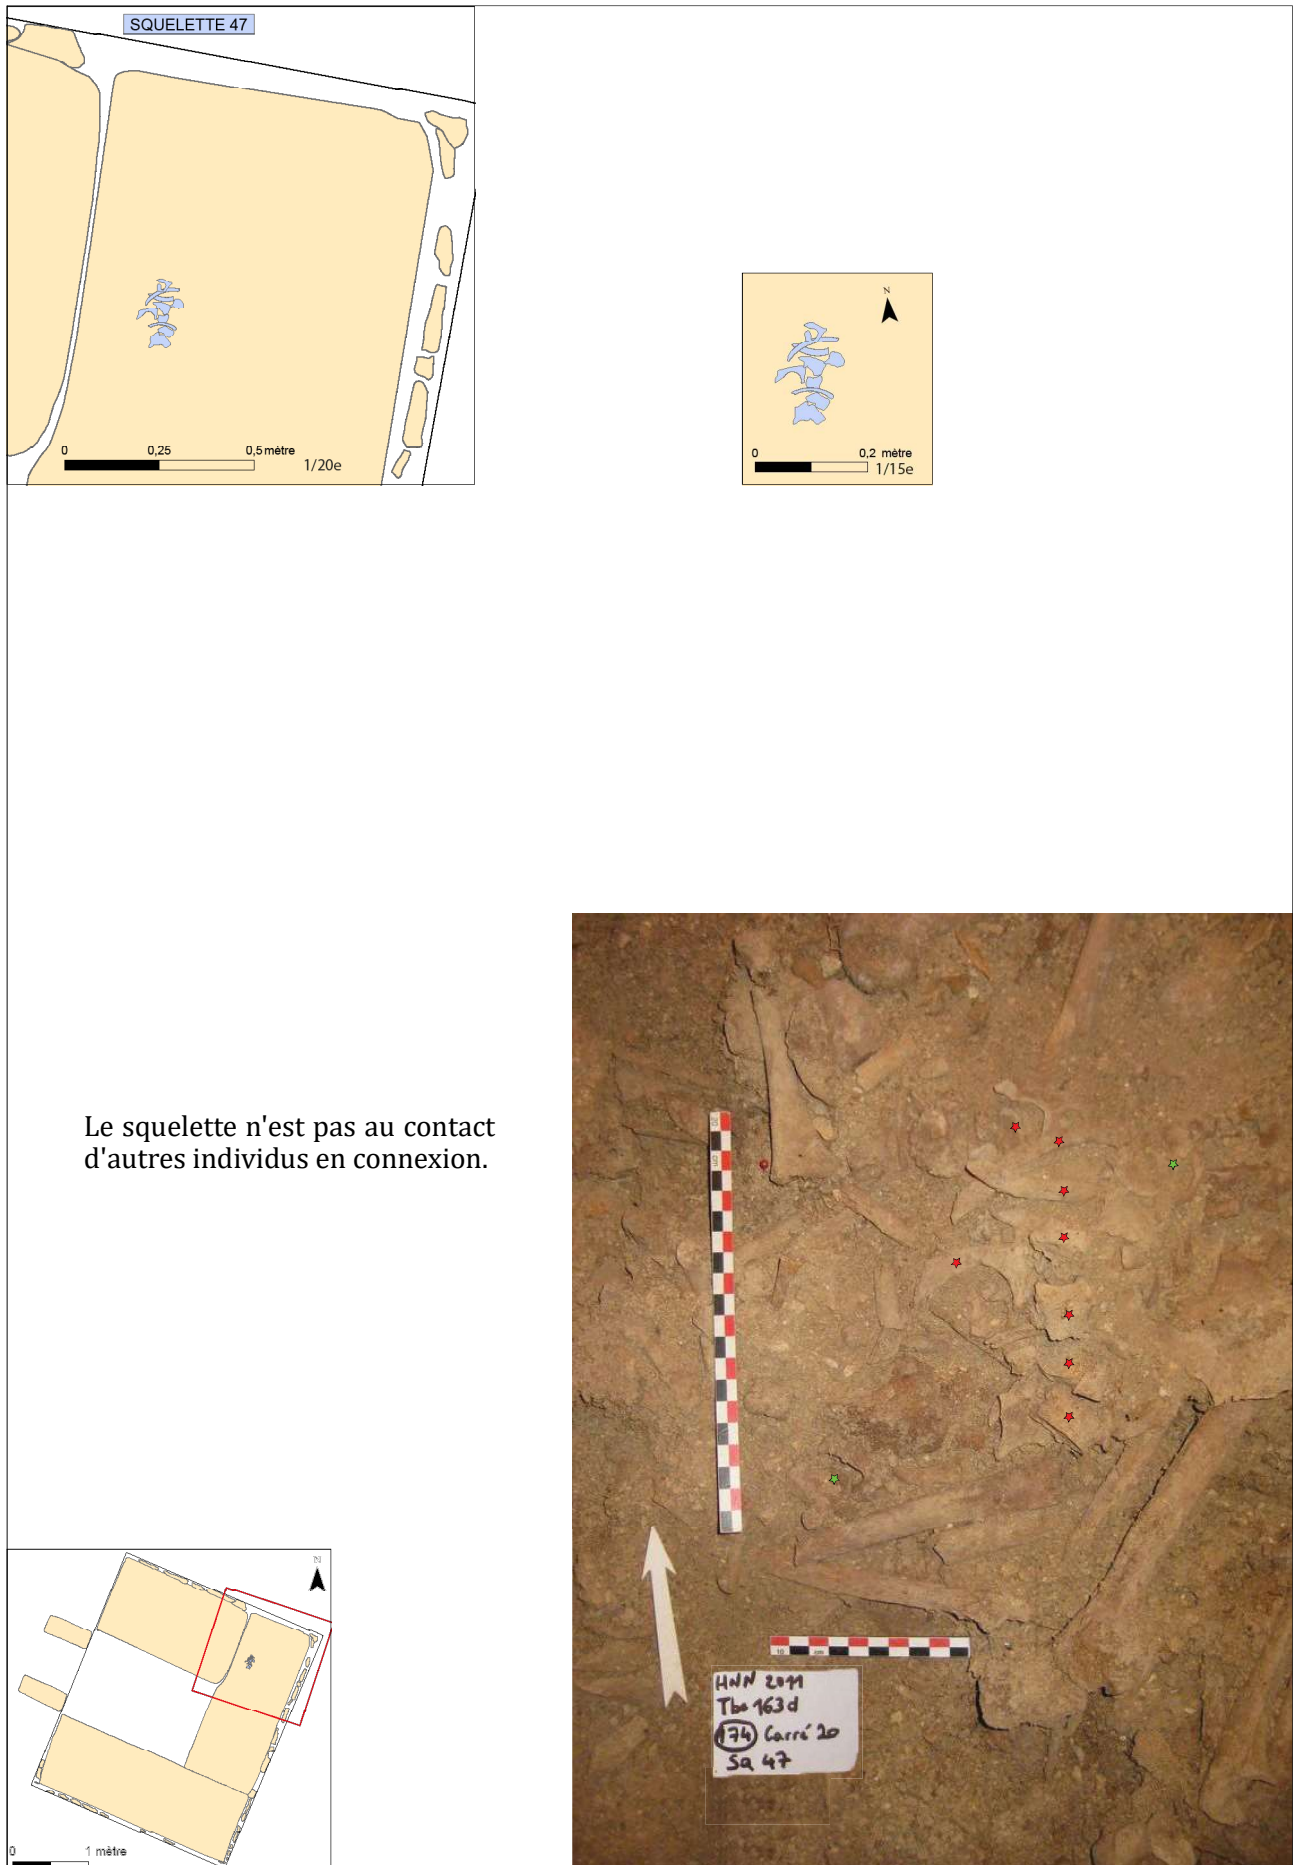 SQUELETTE 47
0 0,25 0,5 mètre
1/20e
N
0 0,2 mètre
1/15e
Le squelette n'est pas au contact
d'autres individus en connexion.
N
0 1 mètre
10 cm
HNN 2011
Tbe 163d
174 Carré 20
Sq 47